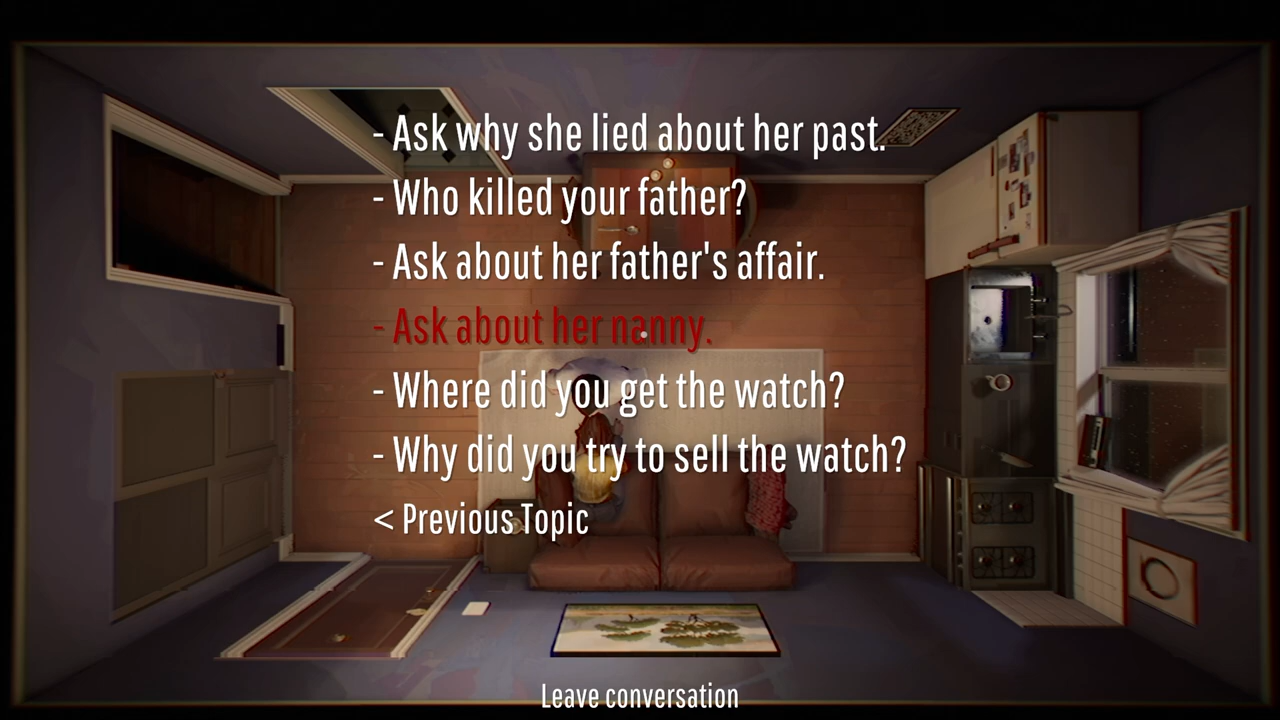 - Ask why she lied about her past.
- Who killed your father?
- Ask about her father's affair.
- Ask about her nanny.
- Where did you get the watch?
- Why did you try to sell the watch?
< Previous Topic
Leave conversation